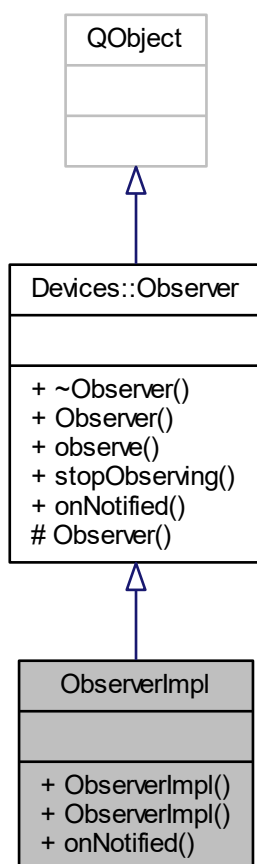 QObject
Devices::Observer
+ ~Observer()
+ Observer()
+ observe()
+ stopObserving()
+ onNotified()
# Observer()
ObserverImpl
+ ObserverImpl()
+ ObserverImpl()
+ onNotified()